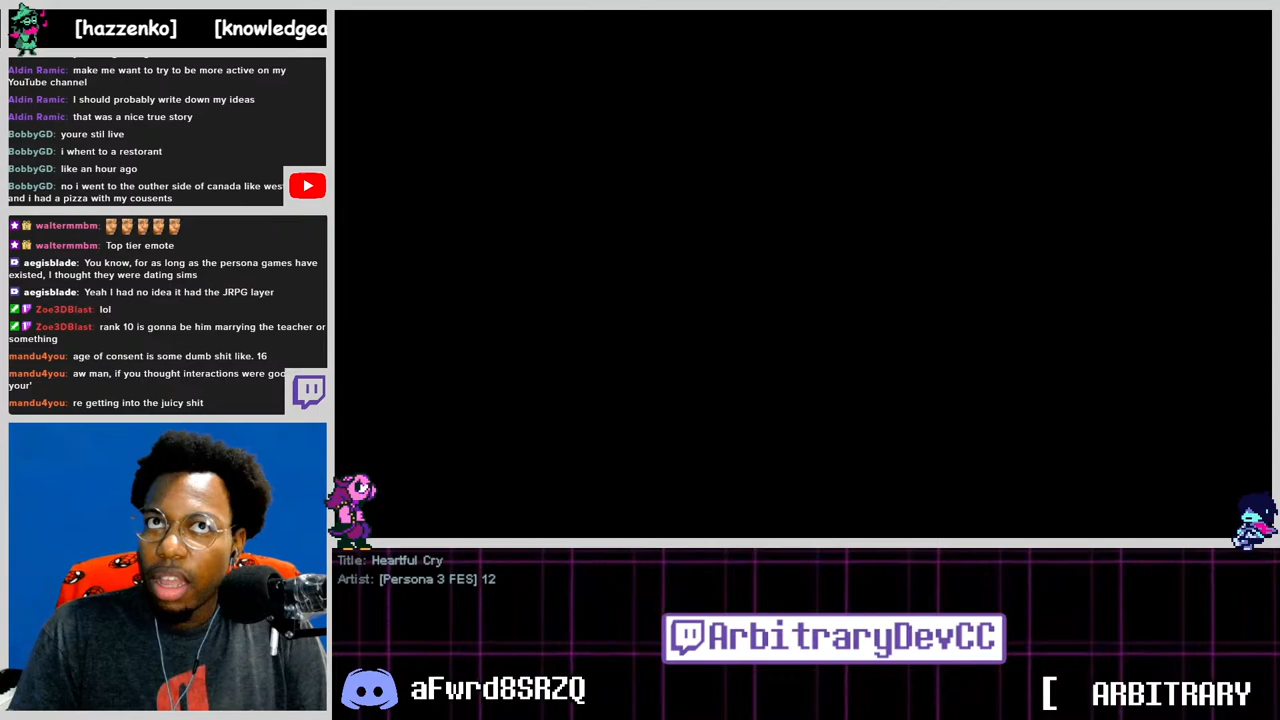 [hazzenko] [knowledgea
Aldin Ramic: make me want to try to be more active on my
YouTube channel
Aldin Ramic: I should probably write down my ideas
Aldin Ramic: that was a nice true story
BobbyGD: youre stil live
BobbyGD: i whent to a restorant
BobbyGD: like an hour ago
BobbyGD: no i went to the outher side of canada like wes
and i had a pizza with my cousents
waltermmbm:
waltermmbm: Top tier emote
aegisblade: You know, for as long as the persona games have
existed, I thought they were dating sims
aegisblade: Yeah I had no idea it had the JRPG layer
Zoe3DBlast: lol
Zoe3DBlast: rank 10 is gonna be him marrying the teacher or
something
mandu4you: age of consent is some dumb shit like. 16
mandu4you: aw man, if you thought interactions were goo
your'
mandu4you: re getting into the juicy shit
Title: Heartful Cry
Artist: [Persona 3 FES] 12
ArbitraryDevCC
aFwrd8SRZQ
[ ARBITRARY